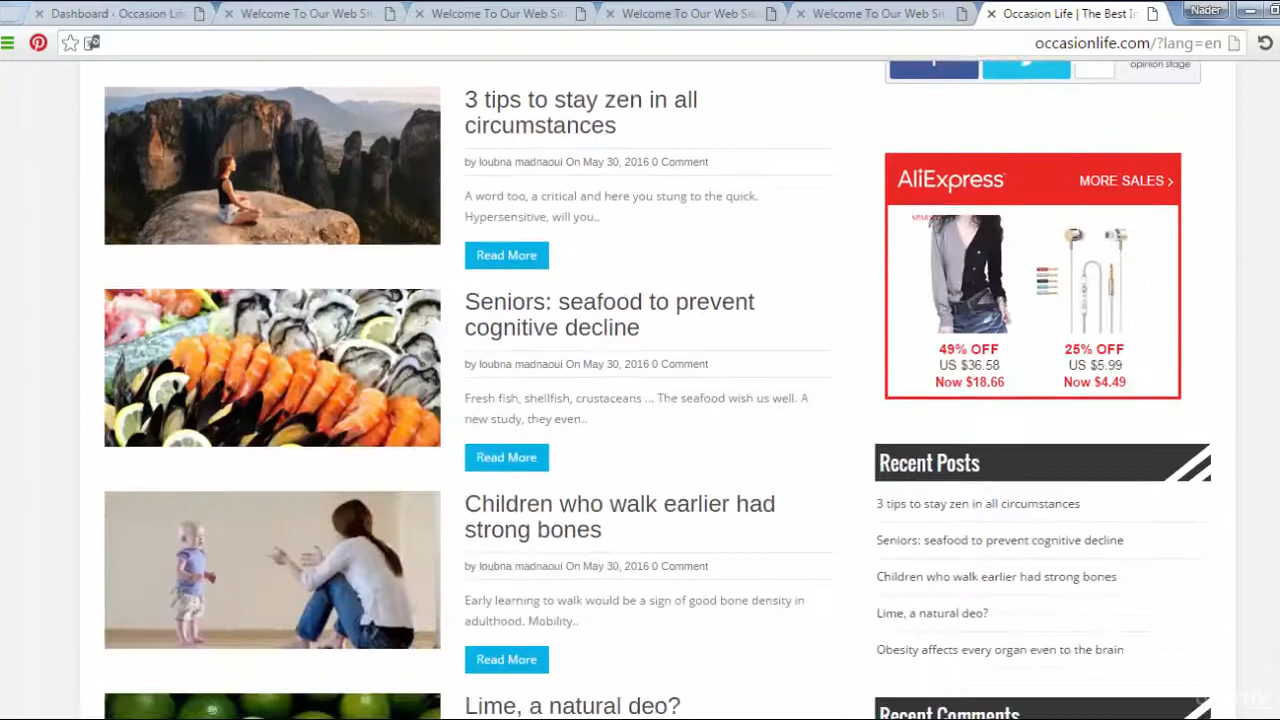 Dashboard ‹ Occasion Lif
Welcome To Our Web Sit
Welcome To Our Web Sit
Welcome To Our Web Sit
Welcome To Our Web Sit
Occasion Life | The Best In
Nader
occasionlife.com/?lang=en
opinion stage
3 tips to stay zen in all
circumstances
by loubna madnaoui On May 30, 2016 0 Comment
A word too, a critical and here you stung to the quick.
Hypersensitive, will you..
Read More
Seniors: seafood to prevent
cognitive decline
by loubna madnaoui On May 30, 2016 0 Comment
Fresh fish, shellfish, crustaceans ... The seafood wish us well. A
new study, they even..
Read More
Children who walk earlier had
strong bones
by loubna madnaoui On May 30, 2016 0 Comment
Early learning to walk would be a sign of good bone density in
adulthood. Mobility..
Read More
Lime, a natural deo?
AliExpress
MORE SALES >
49% OFF
US $36.58
Now $18.66
25% OFF
US $5.99
Now $4.49
Recent Posts
3 tips to stay zen in all circumstances
Seniors: seafood to prevent cognitive decline
Children who walk earlier had strong bones
Lime, a natural deo?
Obesity affects every organ even to the brain
Recent Comments